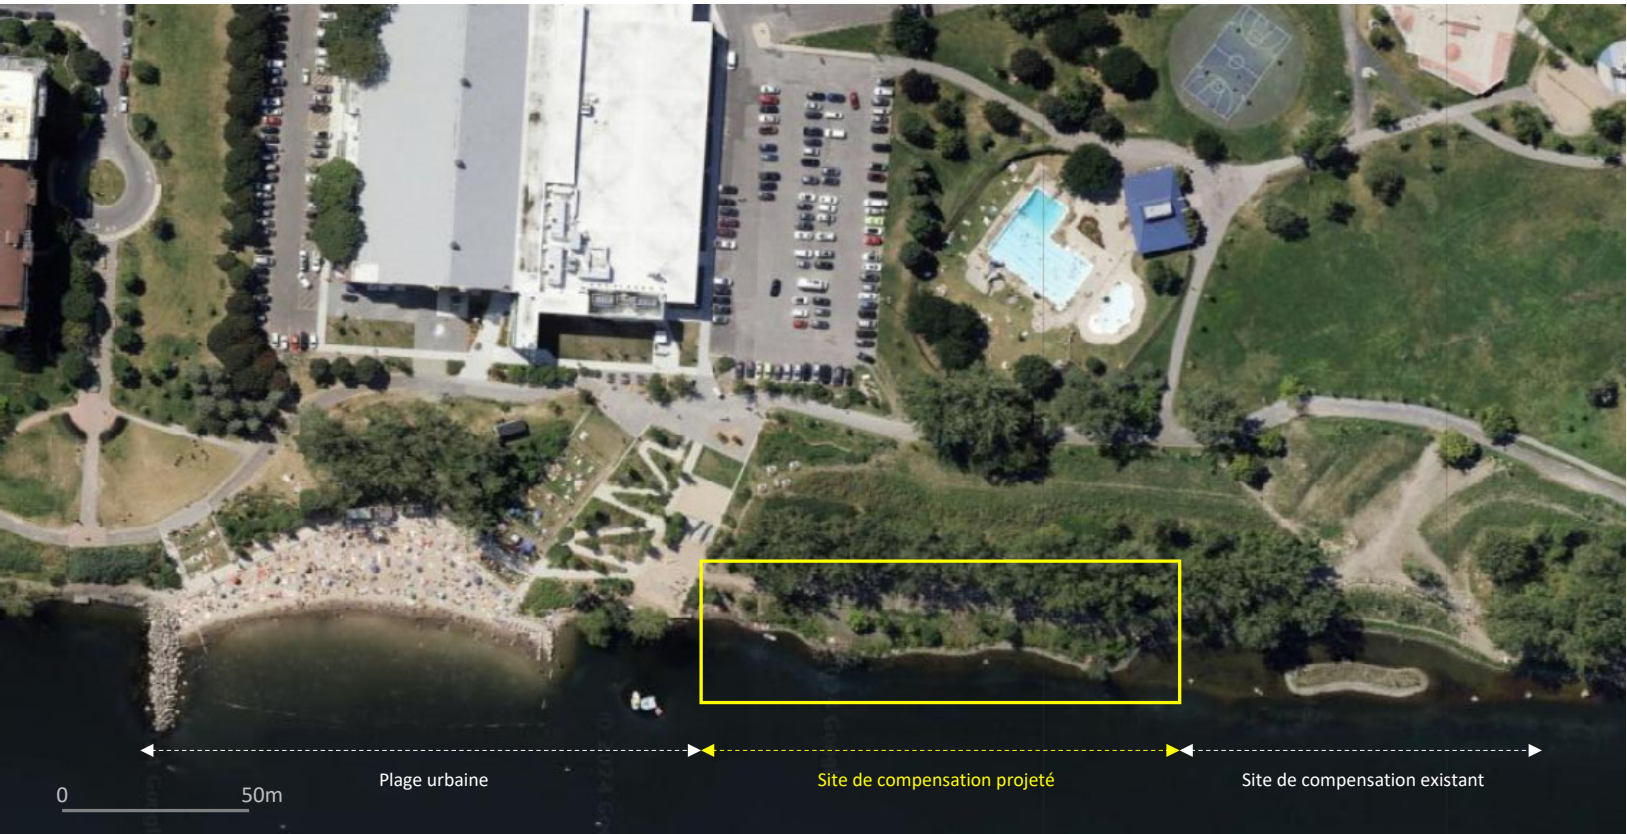 Plage urbaine
Site de compensation projeté
Site de compensation existant
0
50m